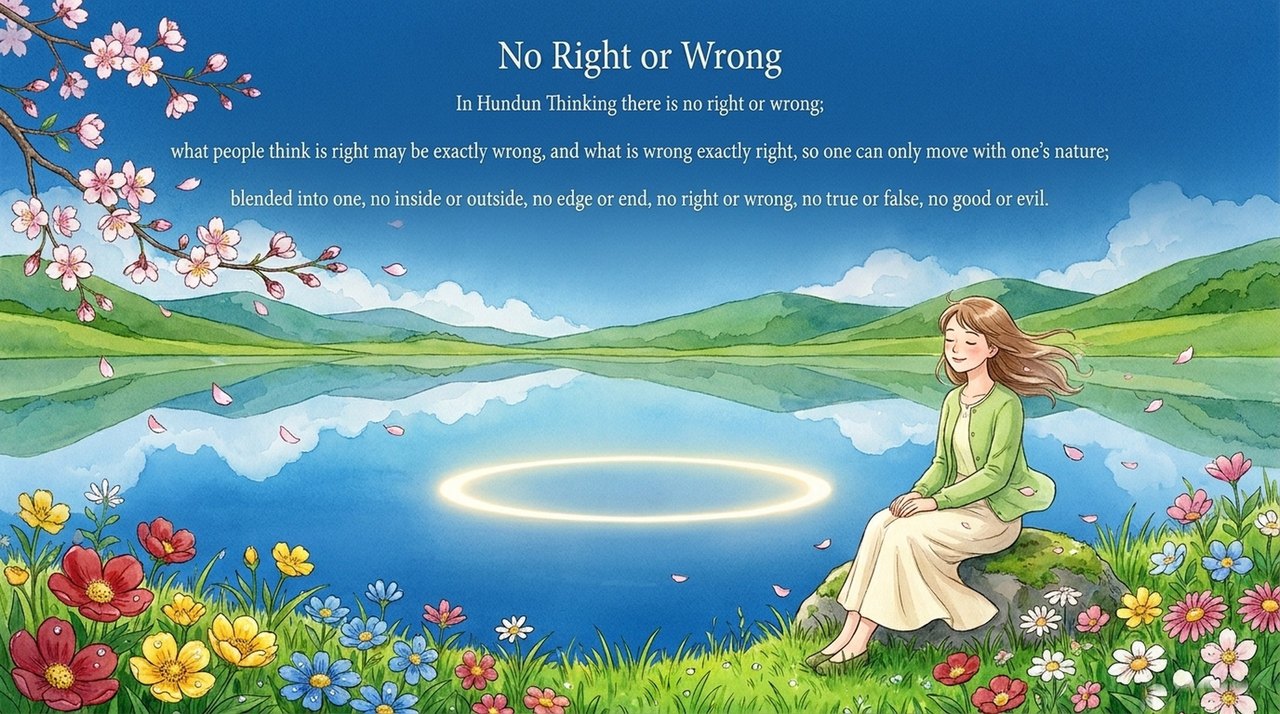 No Right or Wrong
In Hundun Thinking there is no right or wrong;
what people think is right may be exactly wrong, and what is wrong exactly right, so one can only move with one’s nature;
blended into one, no inside or outside, no edge or end, no right or wrong, no true or false, no good or evil.